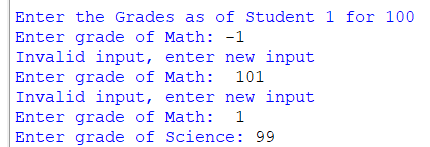 Enter the Grades as of Student 1 for 100
Enter grade of Math: -1
Invalid input, enter new input
Enter grade of Math:  101
Invalid input, enter new input
Enter grade of Math:  1
Enter grade of Science: 99